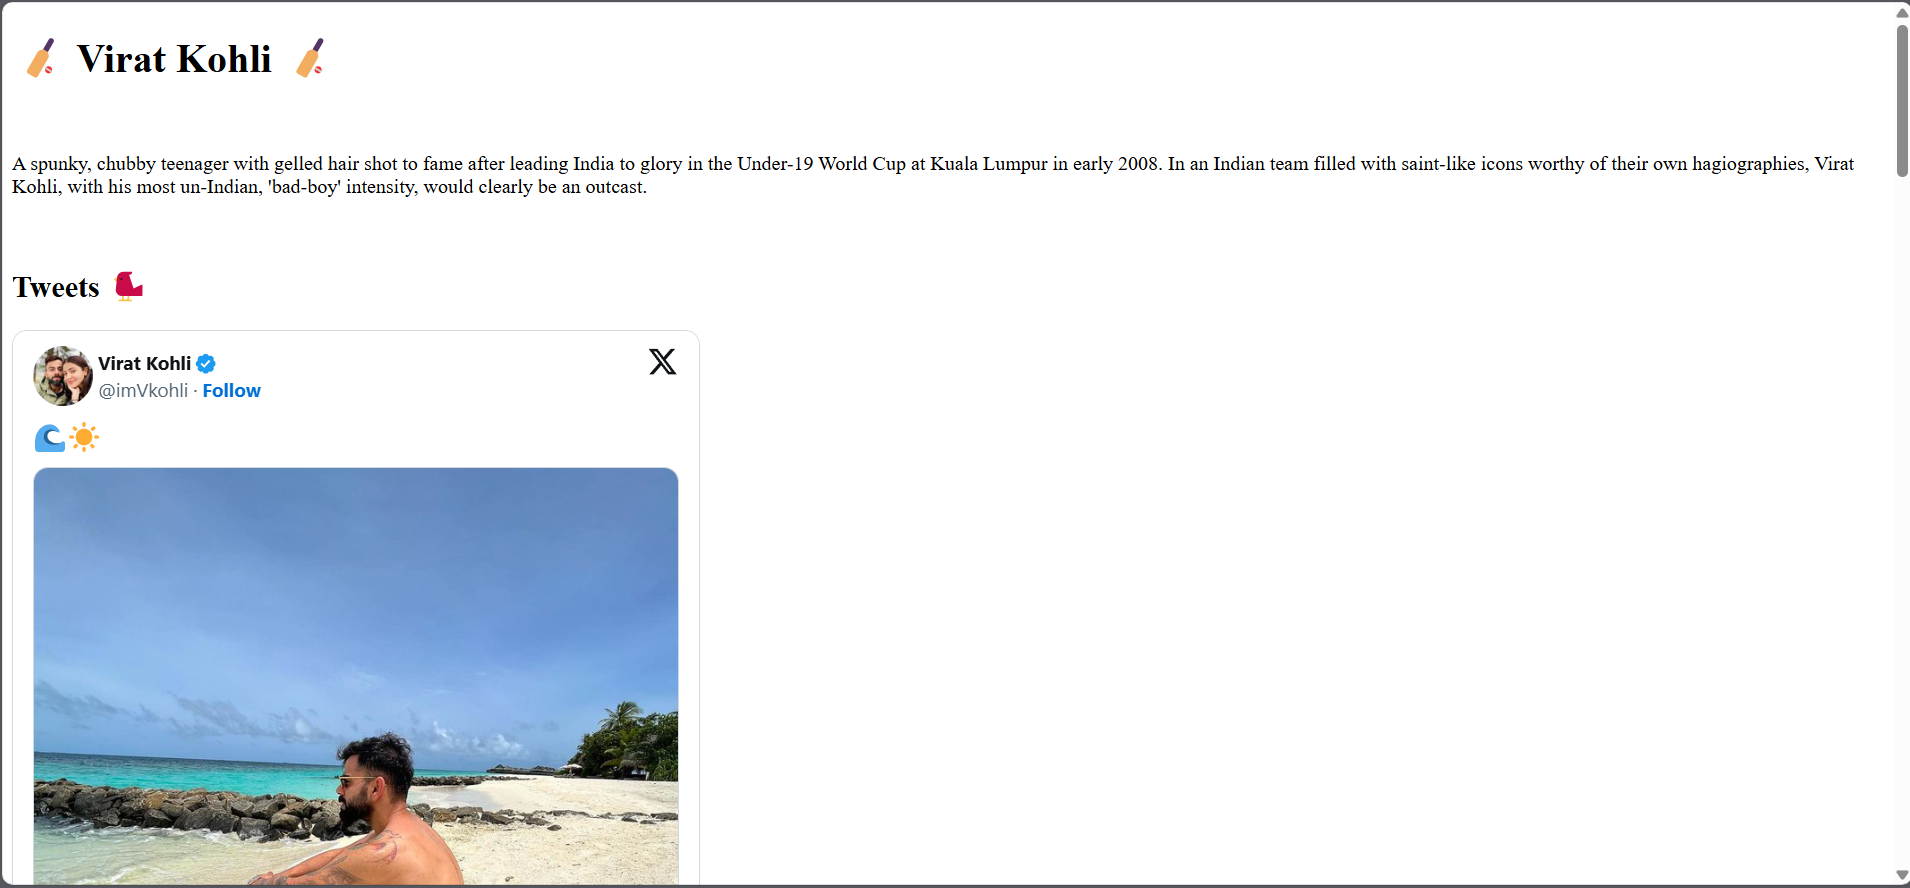 Virat Kohli
A spunky, chubby teenager with gelled hair shot to fame after leading India to glory in the Under-19 World Cup at Kuala Lumpur in early 2008. In an Indian team filled with saint-like icons worthy of their own hagiographies, Virat
Kohli, with his most un-Indian, 'bad-boy' intensity, would clearly be an outcast.
Tweets
Virat Kohli
@imVkohli · Follow